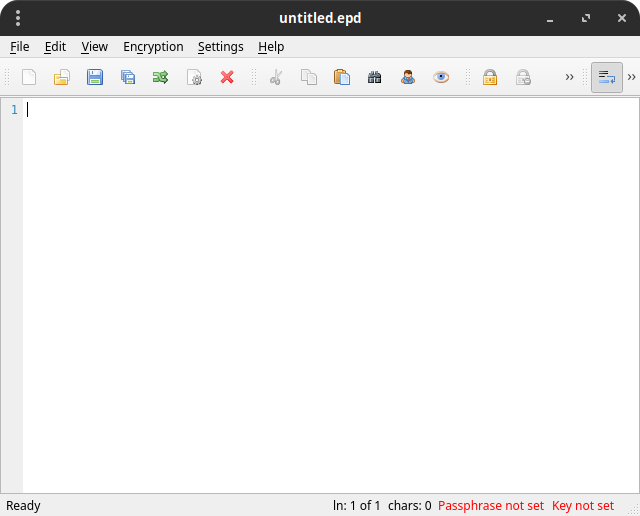 untitled.epd
File Edit View Encryption Settings Help
1
Ready ln: 1 of 1 chars: 0 Passphrase not set Key not set